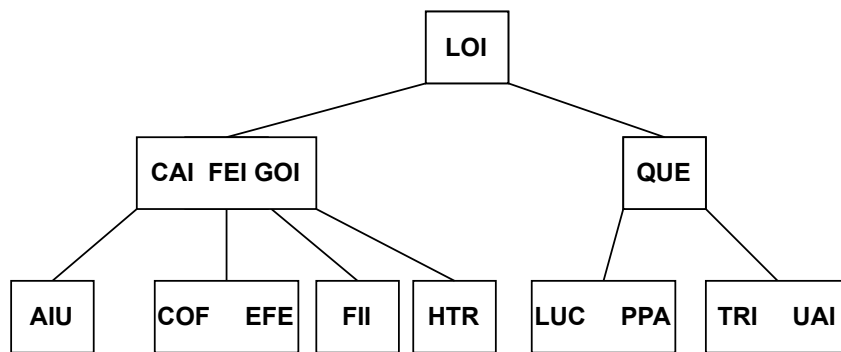 LOI
CAI FEI GOI QUE
AIU COF EFE FII HTR LUC PPA TRI UAI